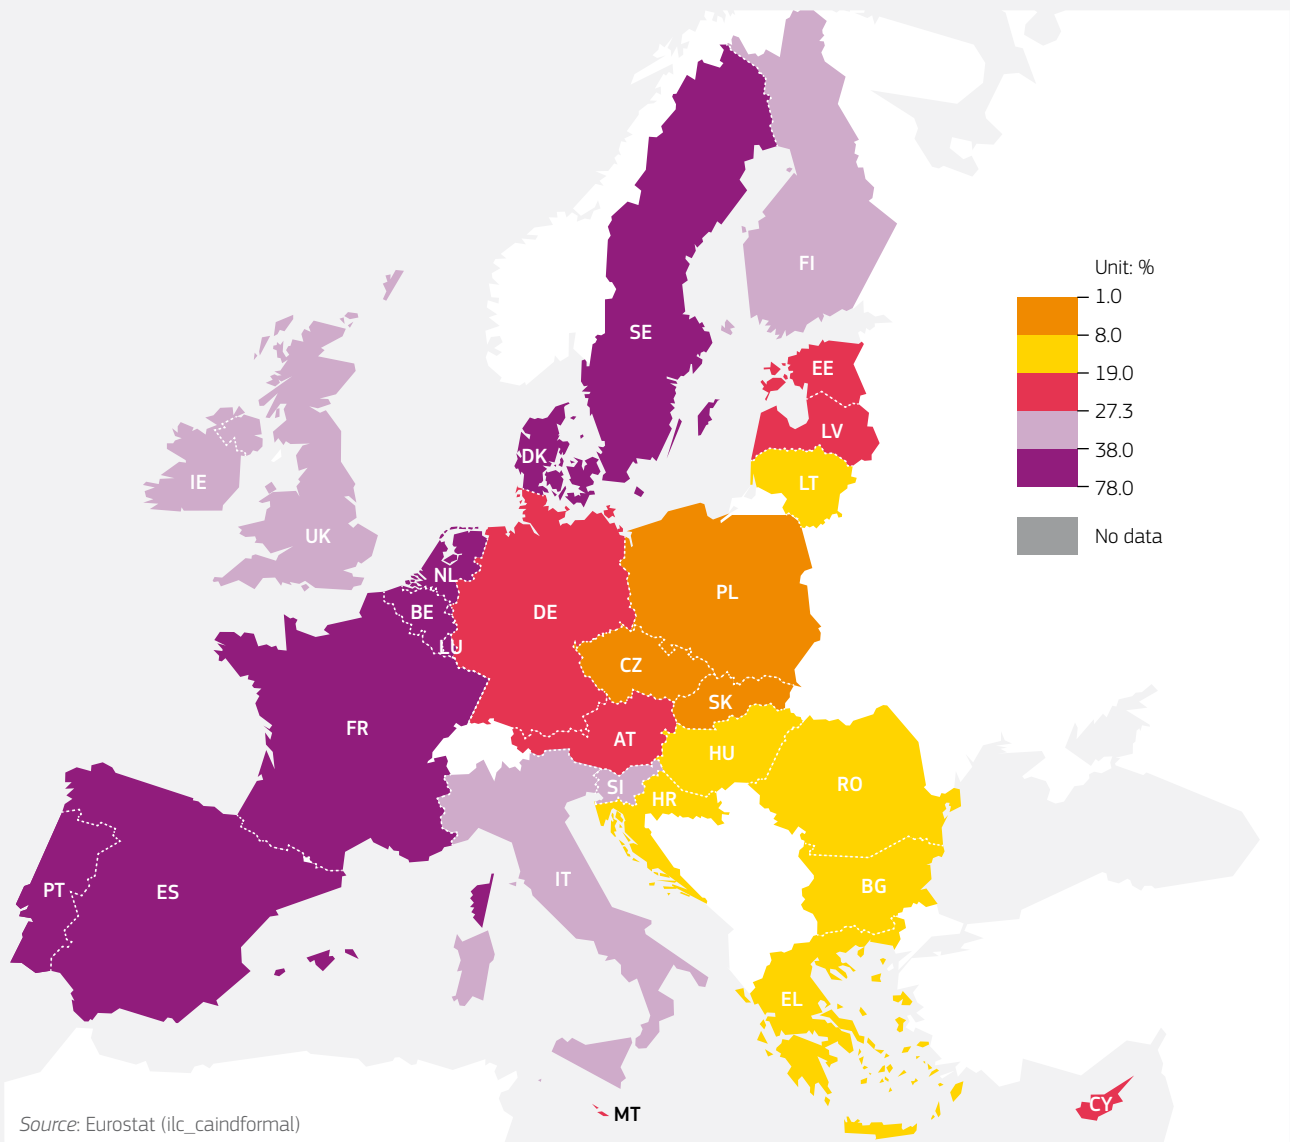 FI
Unit: %
1.0
SE
8.0
EE
19.0
27.3
LV
DK
38.0
IE
LT
78.0
UK
No data
NL
PL
BE
DE
LU
CZ
SK
FR
AT
HU
SI
RO
HR
IT
BG
PT
ES
EL
CY
MT
Source: Eurostat (ilc_caindformal)